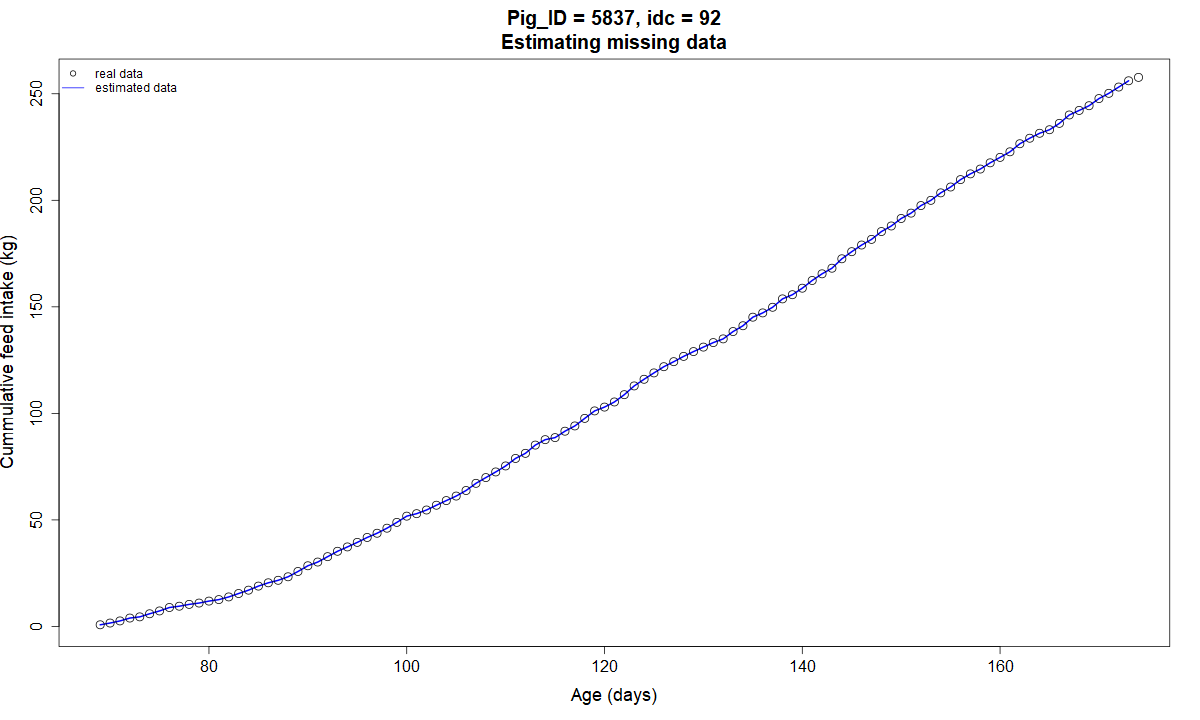 Pig_ID = 5837, idc = 92
Estimating missing data
real data
estimated data
Cummulative feed intake (kg)
250
200
150
100
50
0
80
100
120
140
160
Age (days)